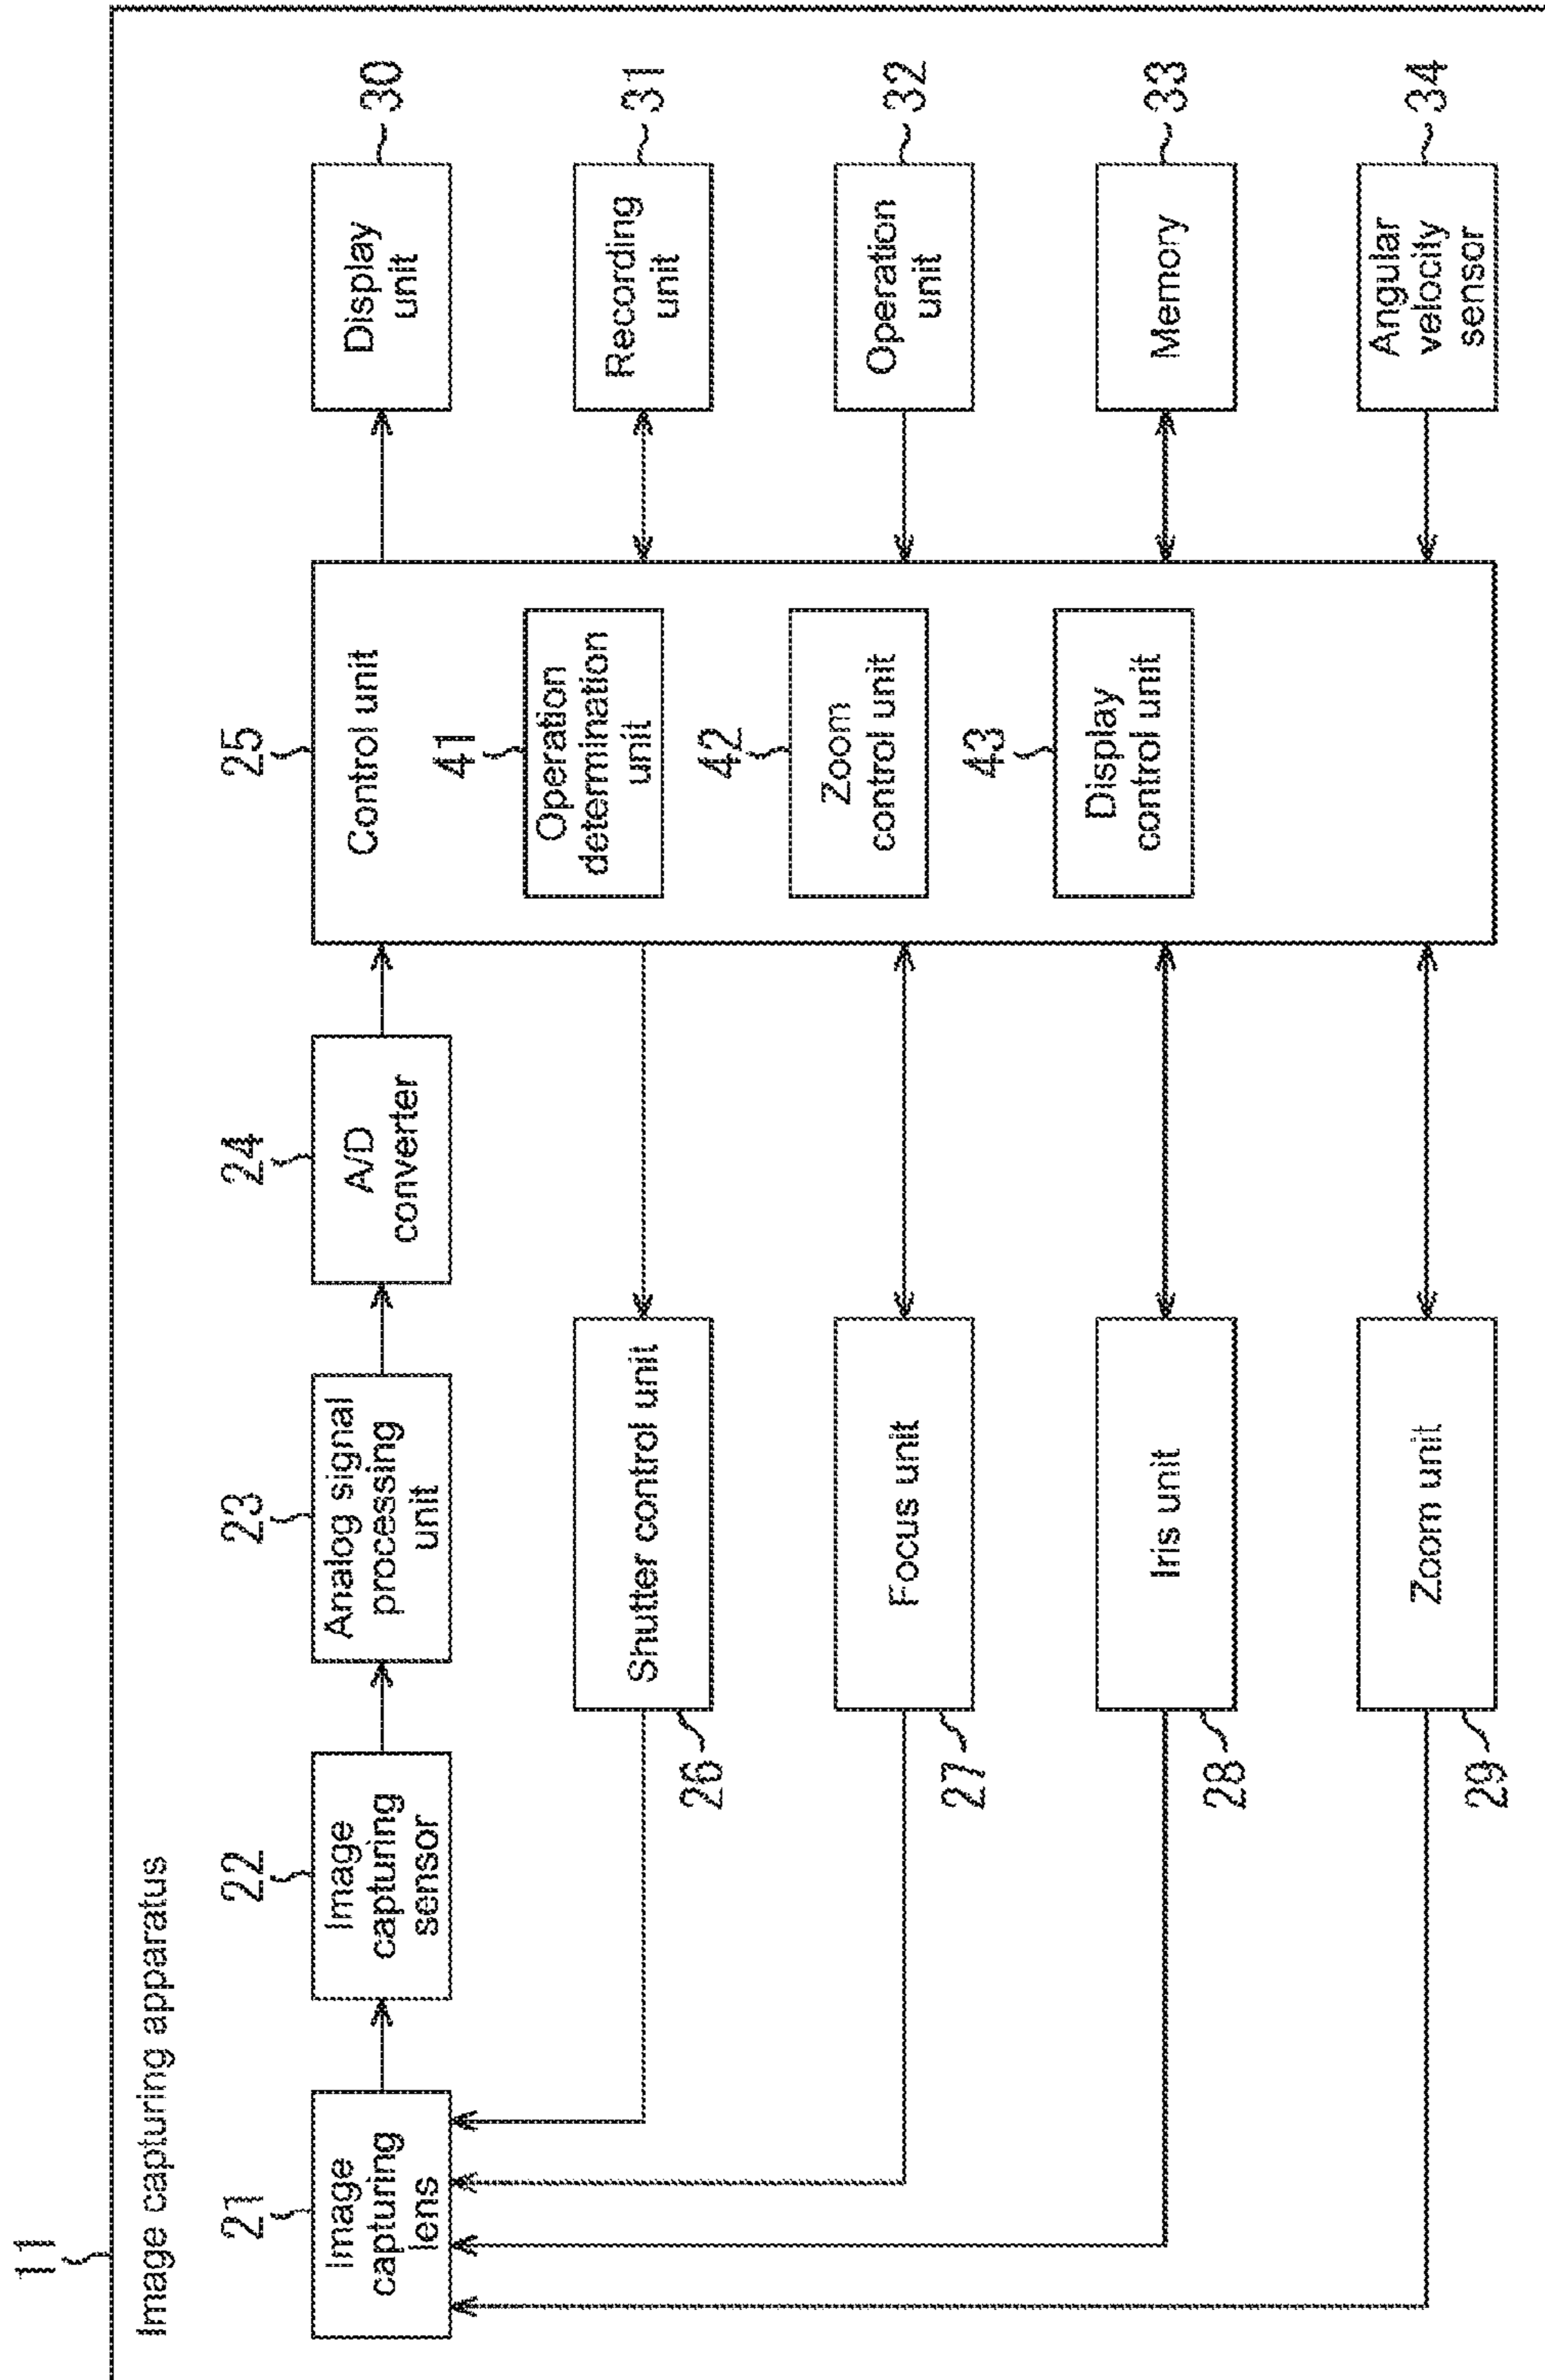 11
Image capturing apparatus
21
22
23
24
25
Image
capturing
lens
Image
capturing
sensor
Analog signal
processing
unit
A/D
converter
Control unit
Display
unit
30
41
Operation
determination
unit
Shutter control unit
26
Recording
unit
31
42
Zoom
control unit
Focus unit
27
Operation
unit
32
43
Display
control unit
Iris unit
28
Memory
33
Zoom unit
29
Angular
velocity
sensor
34